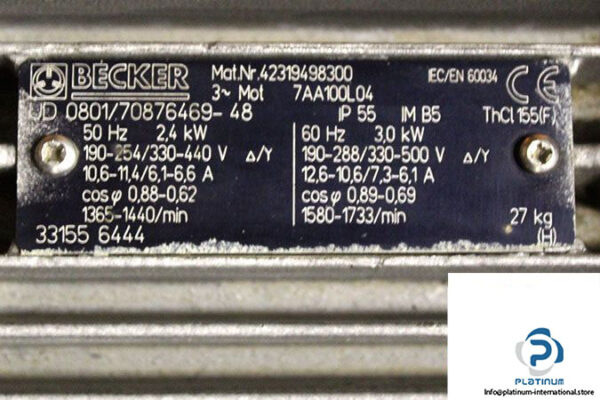 BECKER Mat.Nr.42319498300 IEC/EN 60034 CE
3~ Mot 7AA100L04
UD 0801/70876469-48 IP 55 IM B5 ThCl 155(F)
50 Hz 2,4 kW 60 Hz 3,0 kW
190-254/330-440 V Δ/Y 190-288/330-500 V Δ/Y
10,6-11,4/6,1-6,6 A 12,6-10,6/7,3-6,1 A
cos φ 0,88-0,62 cos φ 0,89-0,69
1365-1440/min 1580-1733/min 27 kg
33155 6444 (H)
PLATINUM
INTERNATIONAL
Info@platinum-international.store